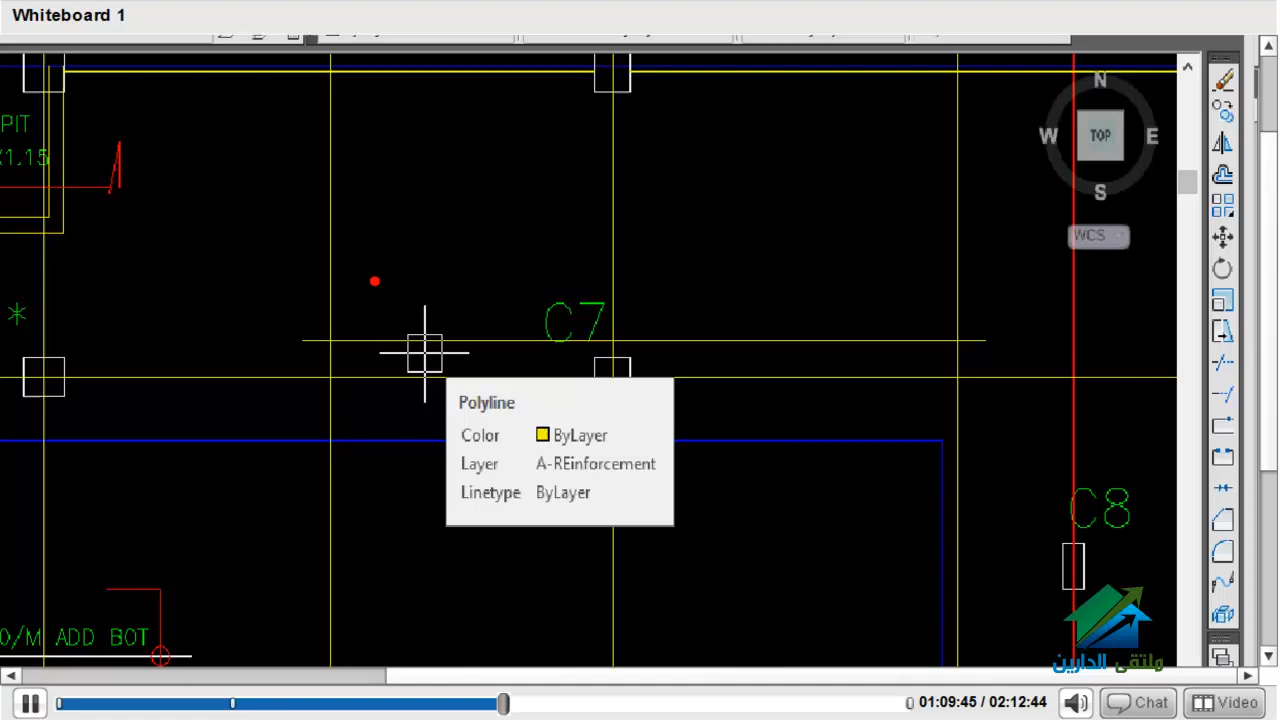 Whiteboard 1
N
W
TOP
E
S
WCS
PIT
1.15
C7
Polyline
Color ByLayer
Layer A-REinforcement
Linetype ByLayer
C8
0/M ADD BOT
ملتقى الدارين
01:09:45 / 02:12:44
Chat
Video